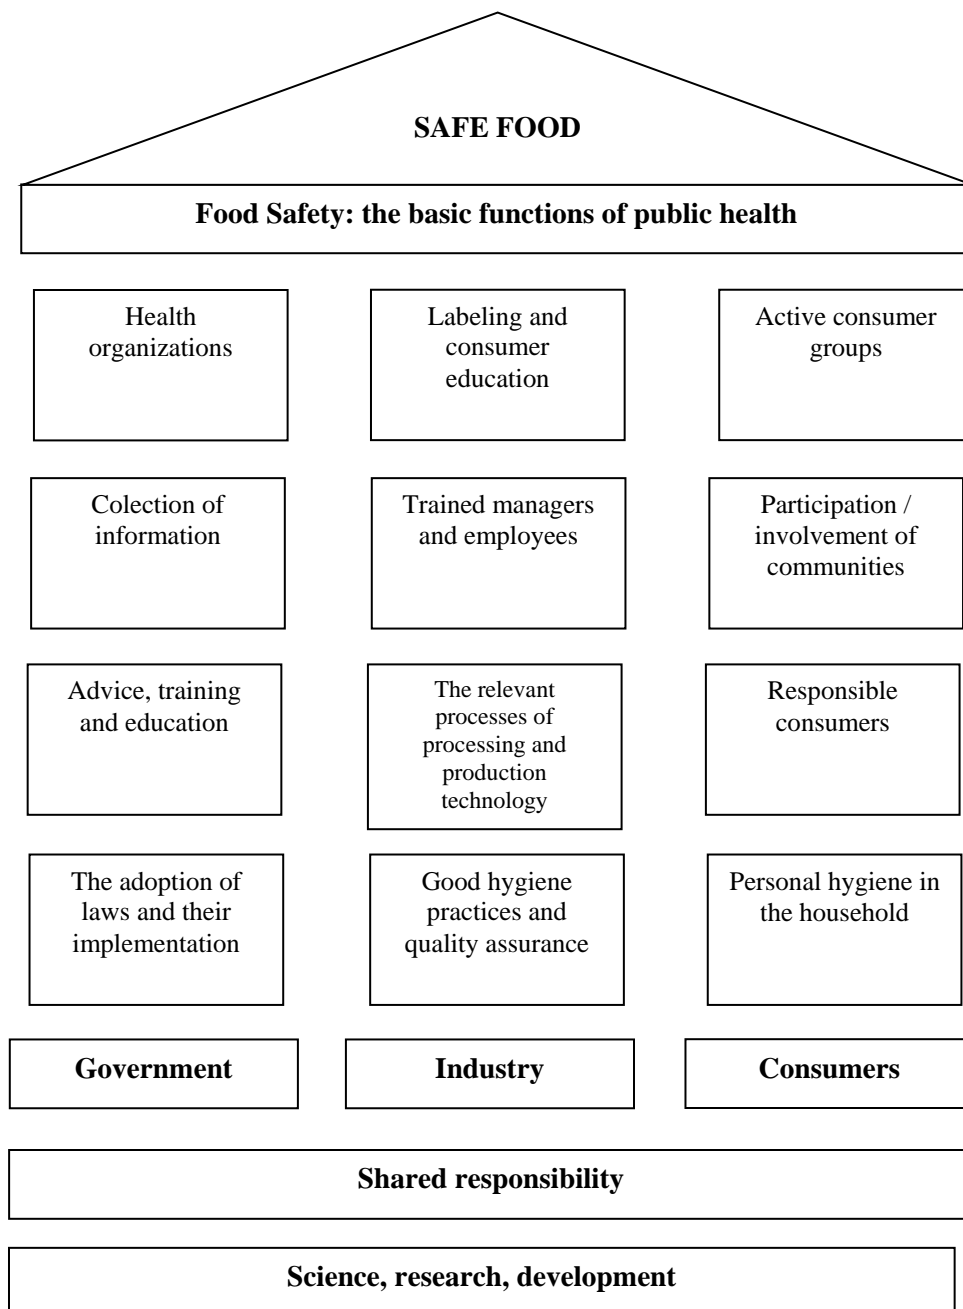 SAFE FOOD
Food Safety: the basic functions of public health
Health
organizations
Labeling and
consumer
education
Active consumer
groups
Colection of
information
Trained managers
and employees
Participation /
involvement of
communities
Advice, training
and education
The relevant
processes of
processing and
production
technology
Responsible
consumers
The adoption of
laws and their
implementation
Good hygiene
practices and
quality assurance
Personal hygiene in
the household
Government
Industry
Consumers
Shared responsibility
Science, research, development